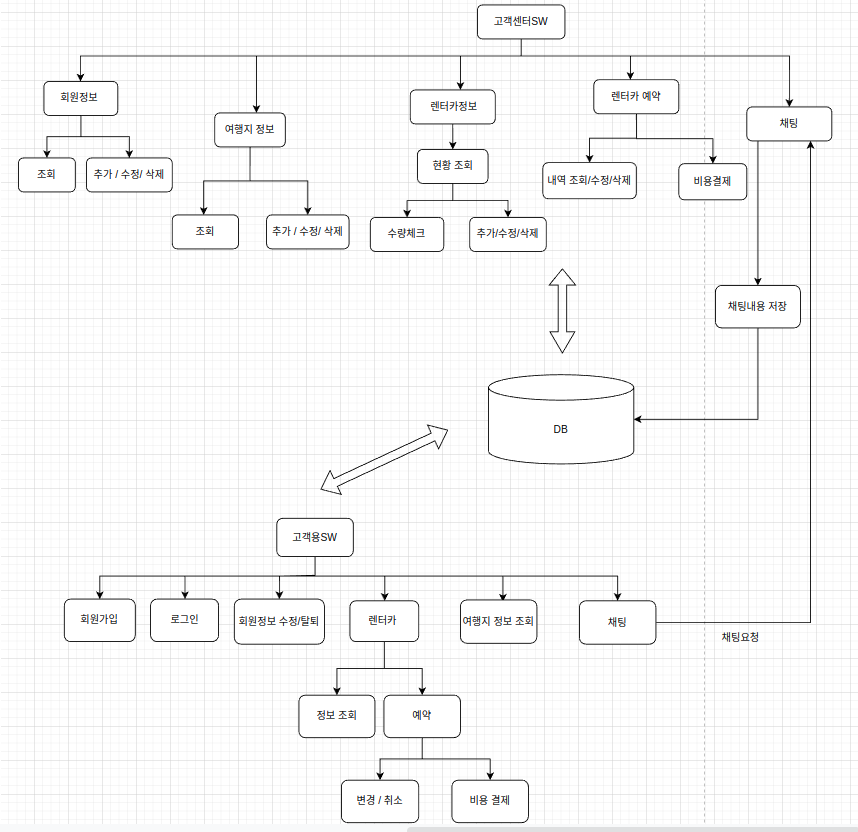 고객센터SW
회원정보
여행지 정보
렌터카정보
렌터카 예약
채팅
조회
추가 / 수정/ 삭제
조회
추가 / 수정/ 삭제
현황 조회
수량체크
추가/수정/삭제
내역 조회/수정/삭제
비용결제
채팅내용 저장
DB
고객용SW
회원가입
로그인
회원정보 수정/탈퇴
렌터카
여행지 정보 조회
채팅
채팅요청
정보 조회
예약
변경 / 취소
비용 결제